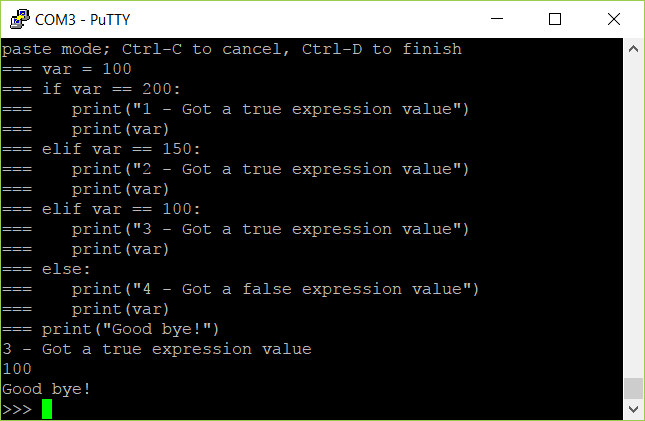 COM3 - PuTTY
paste mode; Ctrl-C to cancel, Ctrl-D to finish
=== var = 100
=== if var == 200:
===    print("1 - Got a true expression value")
===    print(var)
=== elif var == 150:
===    print("2 - Got a true expression value")
===    print(var)
=== elif var == 100:
===    print("3 - Got a true expression value")
===    print(var)
=== else:
===    print("4 - Got a false expression value")
===    print(var)
=== print("Good bye!")
3 - Got a true expression value
100
Good bye!
>>>